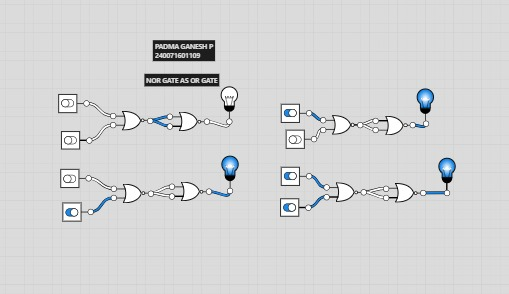 PADMA GANESH P
240071601109
NOR GATE AS OR GATE